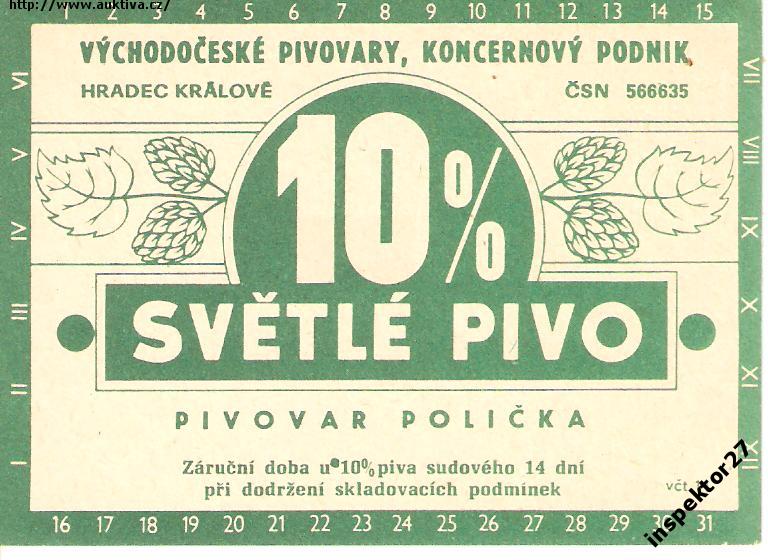 http://www.auktiva.cz/
1 2 3 4 5 6 7 8 9 10 11 12 13 14 15
VÝCHODOČESKÉ PIVOVARY, KONCERNOVÝ PODNIK
HRADEC KRÁLOVÉ ČSN 566635
10%
SVĚTLÉ PIVO
PIVOVAR POLIČKA
Záruční doba u 10% piva sudového 14 dní
při dodržení skladovacích podmínek
včt
VI
V
IV
III
II
I
VII
VIII
IX
X
XI
XII
16 17 18 19 20 21 22 23 24 25 26 27 28 29 30 31
inspektor27